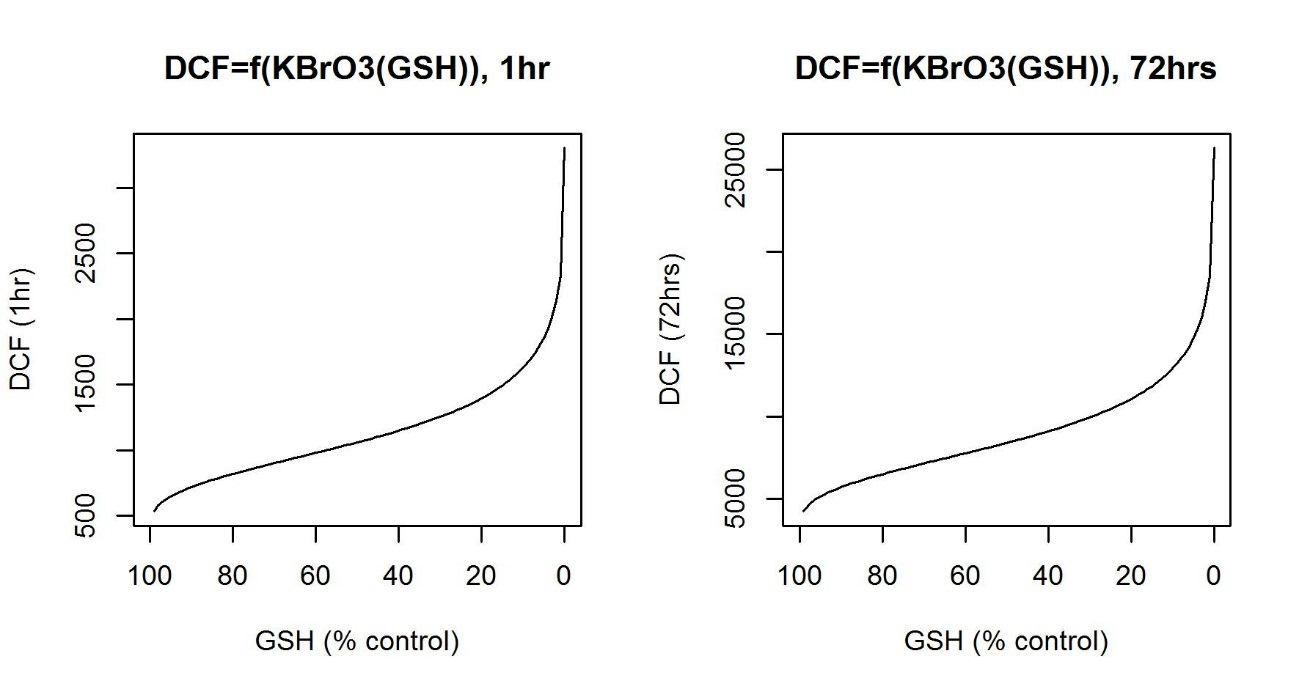 DCF=f(KBrO3(GSH)), 1hr
DCF (1hr)
2500
1500
500
100 80 60 40 20 0
GSH (% control)
DCF=f(KBrO3(GSH)), 72hrs
DCF (72hrs)
25000
15000
5000
100 80 60 40 20 0
GSH (% control)